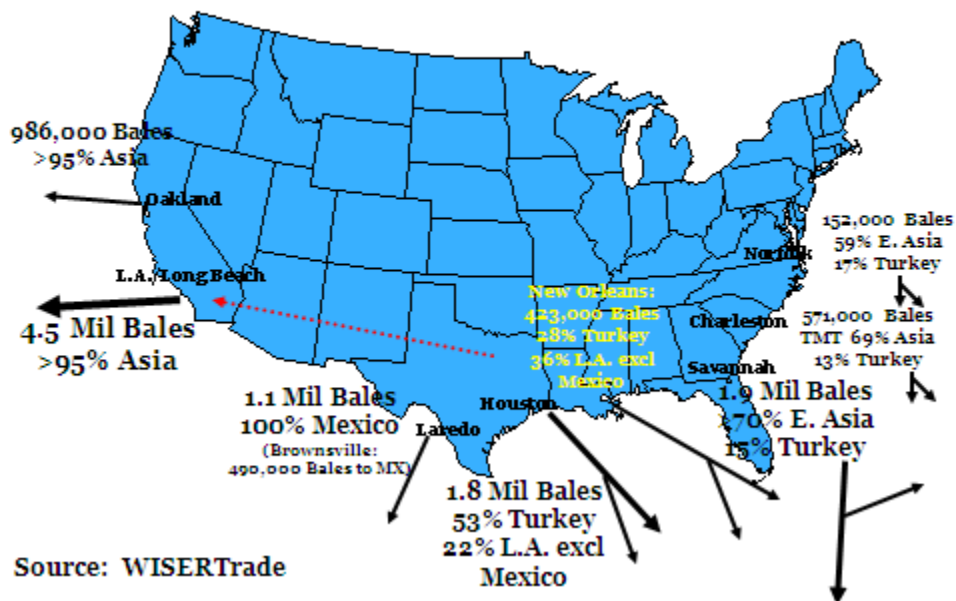 986,000 Bales
>95% Asia
Oakland
L.A./Long Beach
4.5 Mil Bales
>95% Asia
1.1 Mil Bales
100% Mexico
(Brownsville:
490,000 Bales to MX)
Laredo
Houston
1.8 Mil Bales
53% Turkey
22% L.A. excl
Mexico
New Orleans:
423,000 Bales
28% Turkey
36% L.A. excl
Mexico
Norfolk
152,000 Bales
59% E. Asia
17% Turkey
Charleston
571,000 Bales
TMT 69% Asia
13% Turkey
Savannah
1.9 Mil Bales
>70% E. Asia
15% Turkey
Source: WISERTrade